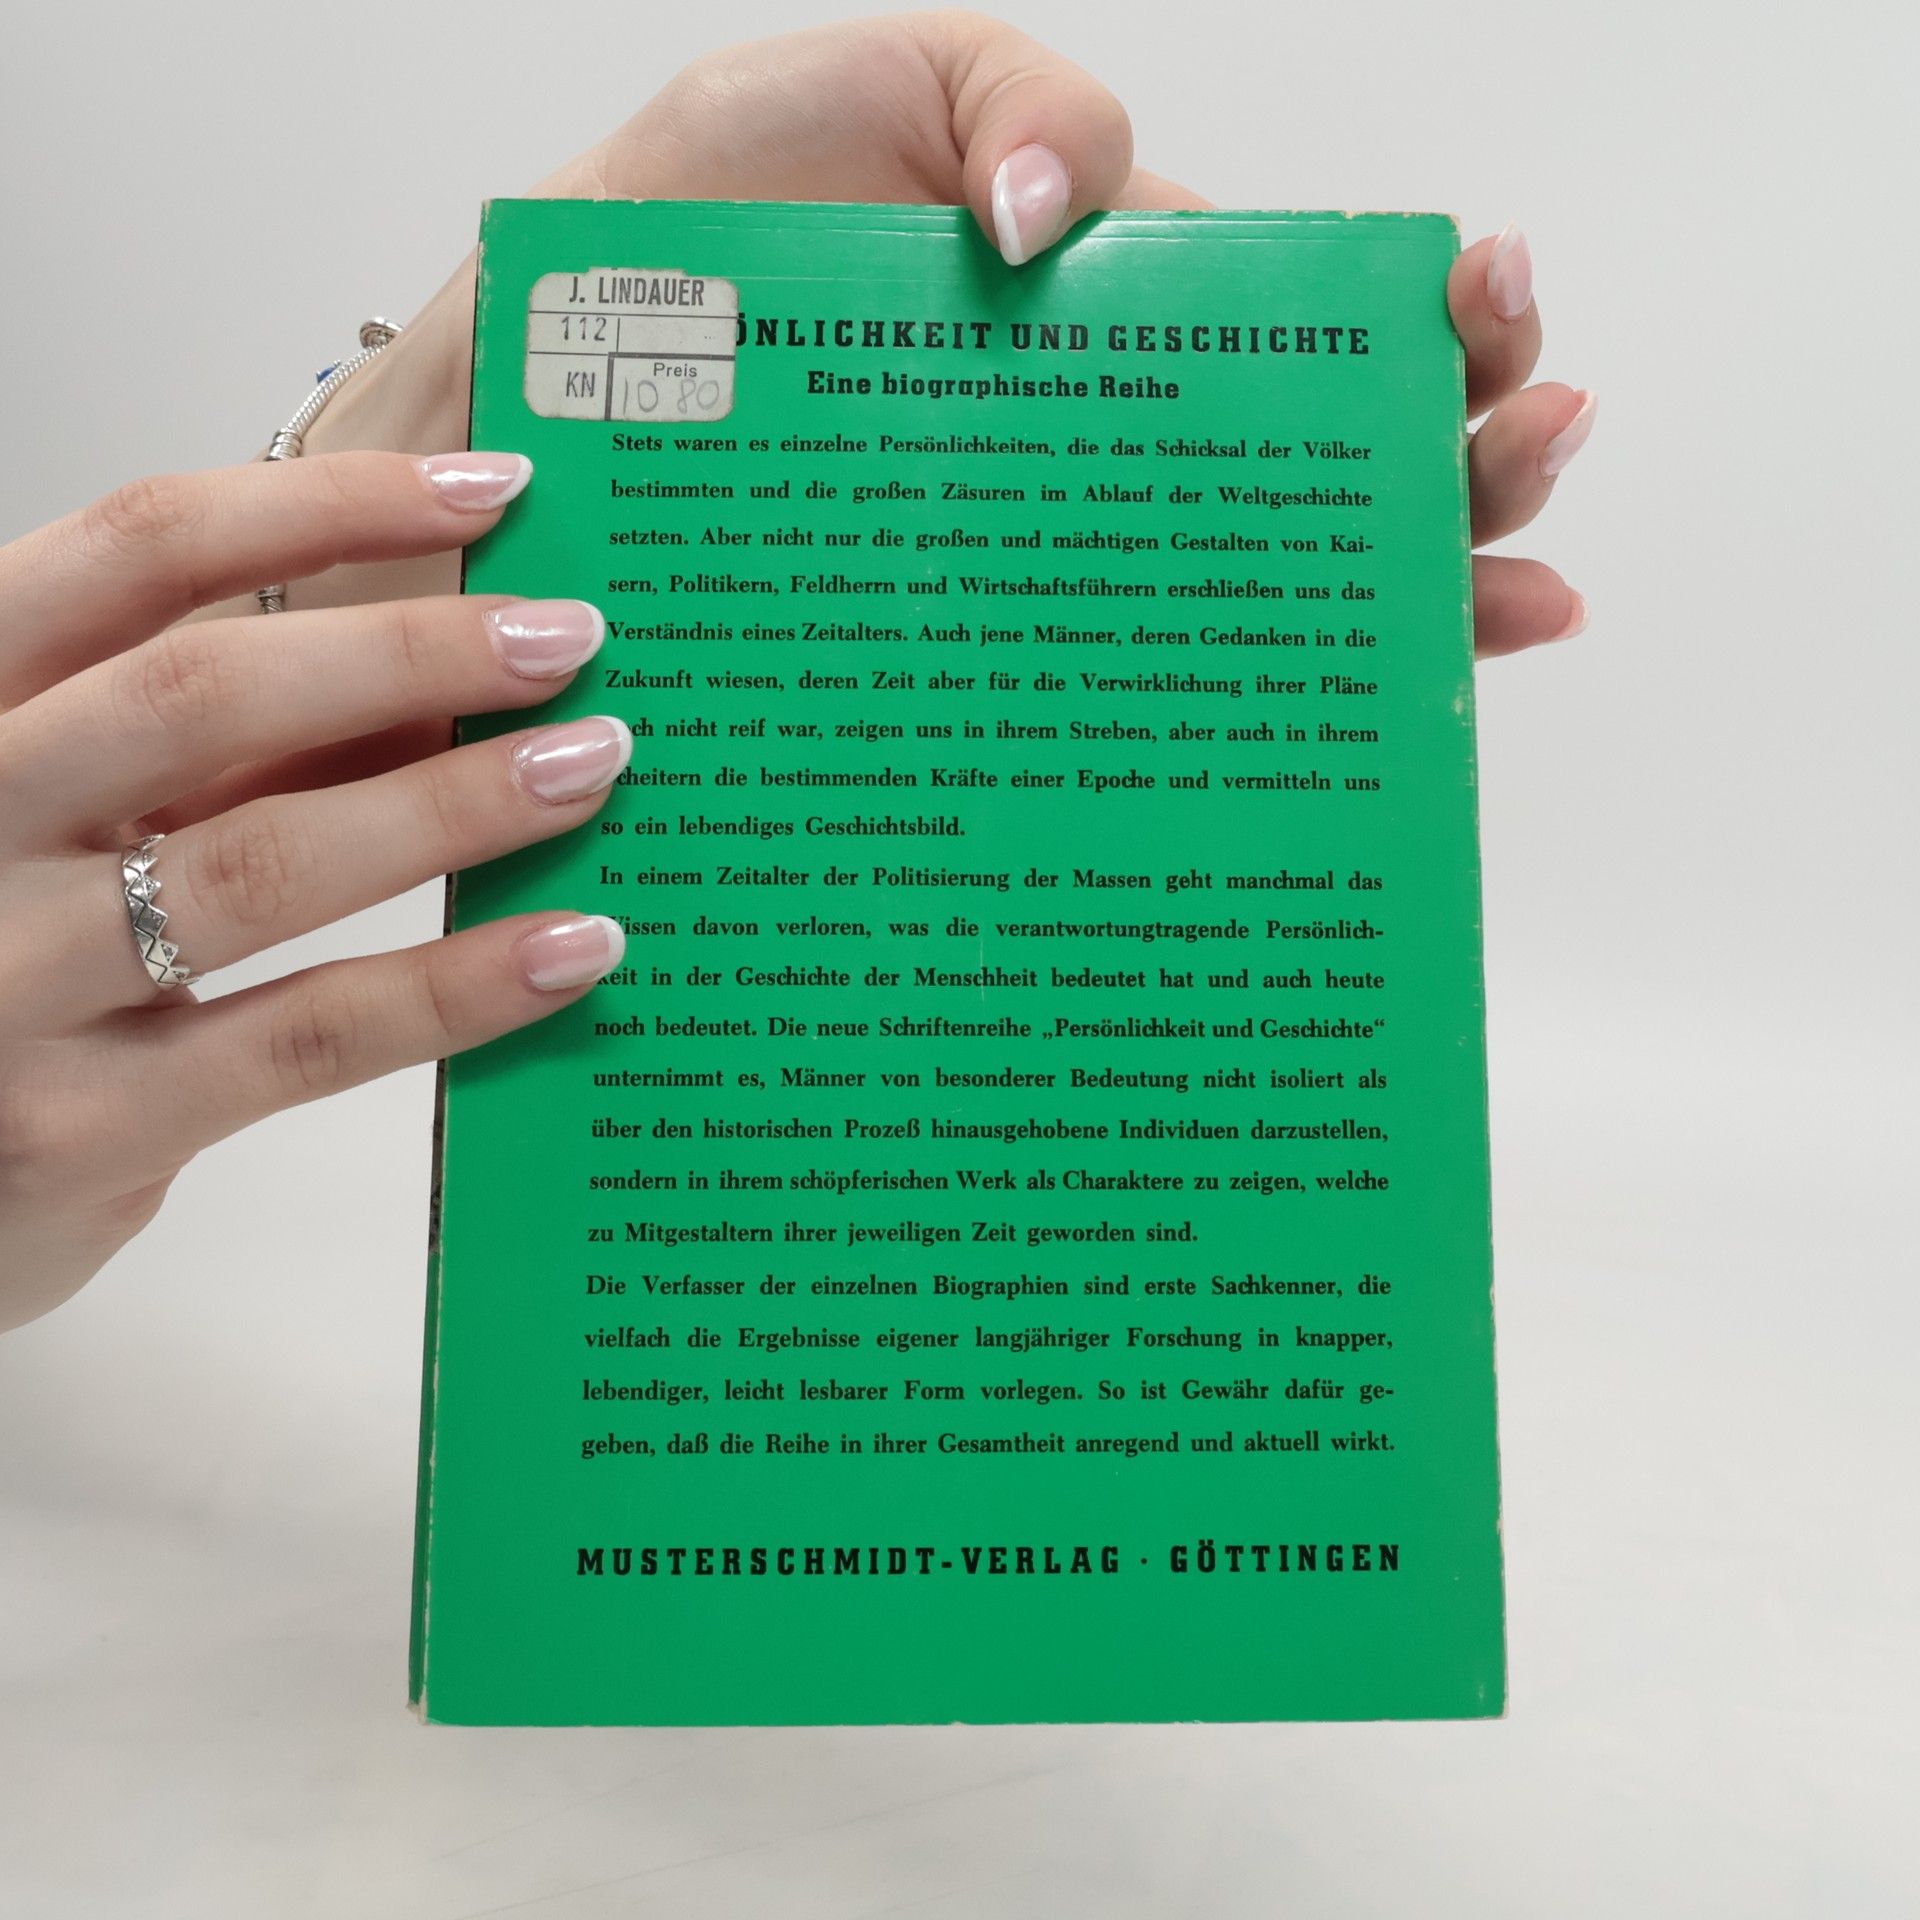 J. LINDAUER
112
KN
Preis
10 80
ÖNLICHKEIT UND GESCHICHTE
Eine biographische Reihe
Stets waren es einzelne Persönlichkeiten, die das Schicksal der Völker
bestimmten und die großen Zäsuren im Ablauf der Weltgeschichte
setzten. Aber nicht nur die großen und mächtigen Gestalten von Kai-
sern, Politikern, Feldherrn und Wirtschaftsführern erschließen uns das
Verständnis eines Zeitalters. Auch jene Männer, deren Gedanken in die
Zukunft wiesen, deren Zeit aber für die Verwirklichung ihrer Pläne
ch nicht reif war, zeigen uns in ihrem Streben, aber auch in ihrem
cheitern die bestimmenden Kräfte einer Epoche und vermitteln uns
so ein lebendiges Geschichtsbild.
In einem Zeitalter der Politisierung der Massen geht manchmal das
issen davon verloren, was die verantwortungtragende Persönlich-
keit in der Geschichte der Menschheit bedeutet hat und auch heute
noch bedeutet. Die neue Schriftenreihe „Persönlichkeit und Geschichte“
unternimmt es, Männer von besonderer Bedeutung nicht isoliert als
über den historischen Prozeß hinausgehobene Individuen darzustellen,
sondern in ihrem schöpferischen Werk als Charaktere zu zeigen, welche
zu Mitgestaltern ihrer jeweiligen Zeit geworden sind.
Die Verfasser der einzelnen Biographien sind erste Sachkenner, die
vielfach die Ergebnisse eigener langjähriger Forschung in knapper,
lebendiger, leicht lesbarer Form vorlegen. So ist Gewähr dafür ge-
geben, daß die Reihe in ihrer Gesamtheit anregend und aktuell wirkt.
MUSTERSCHMIDT-VERLAG · GÖTTINGEN